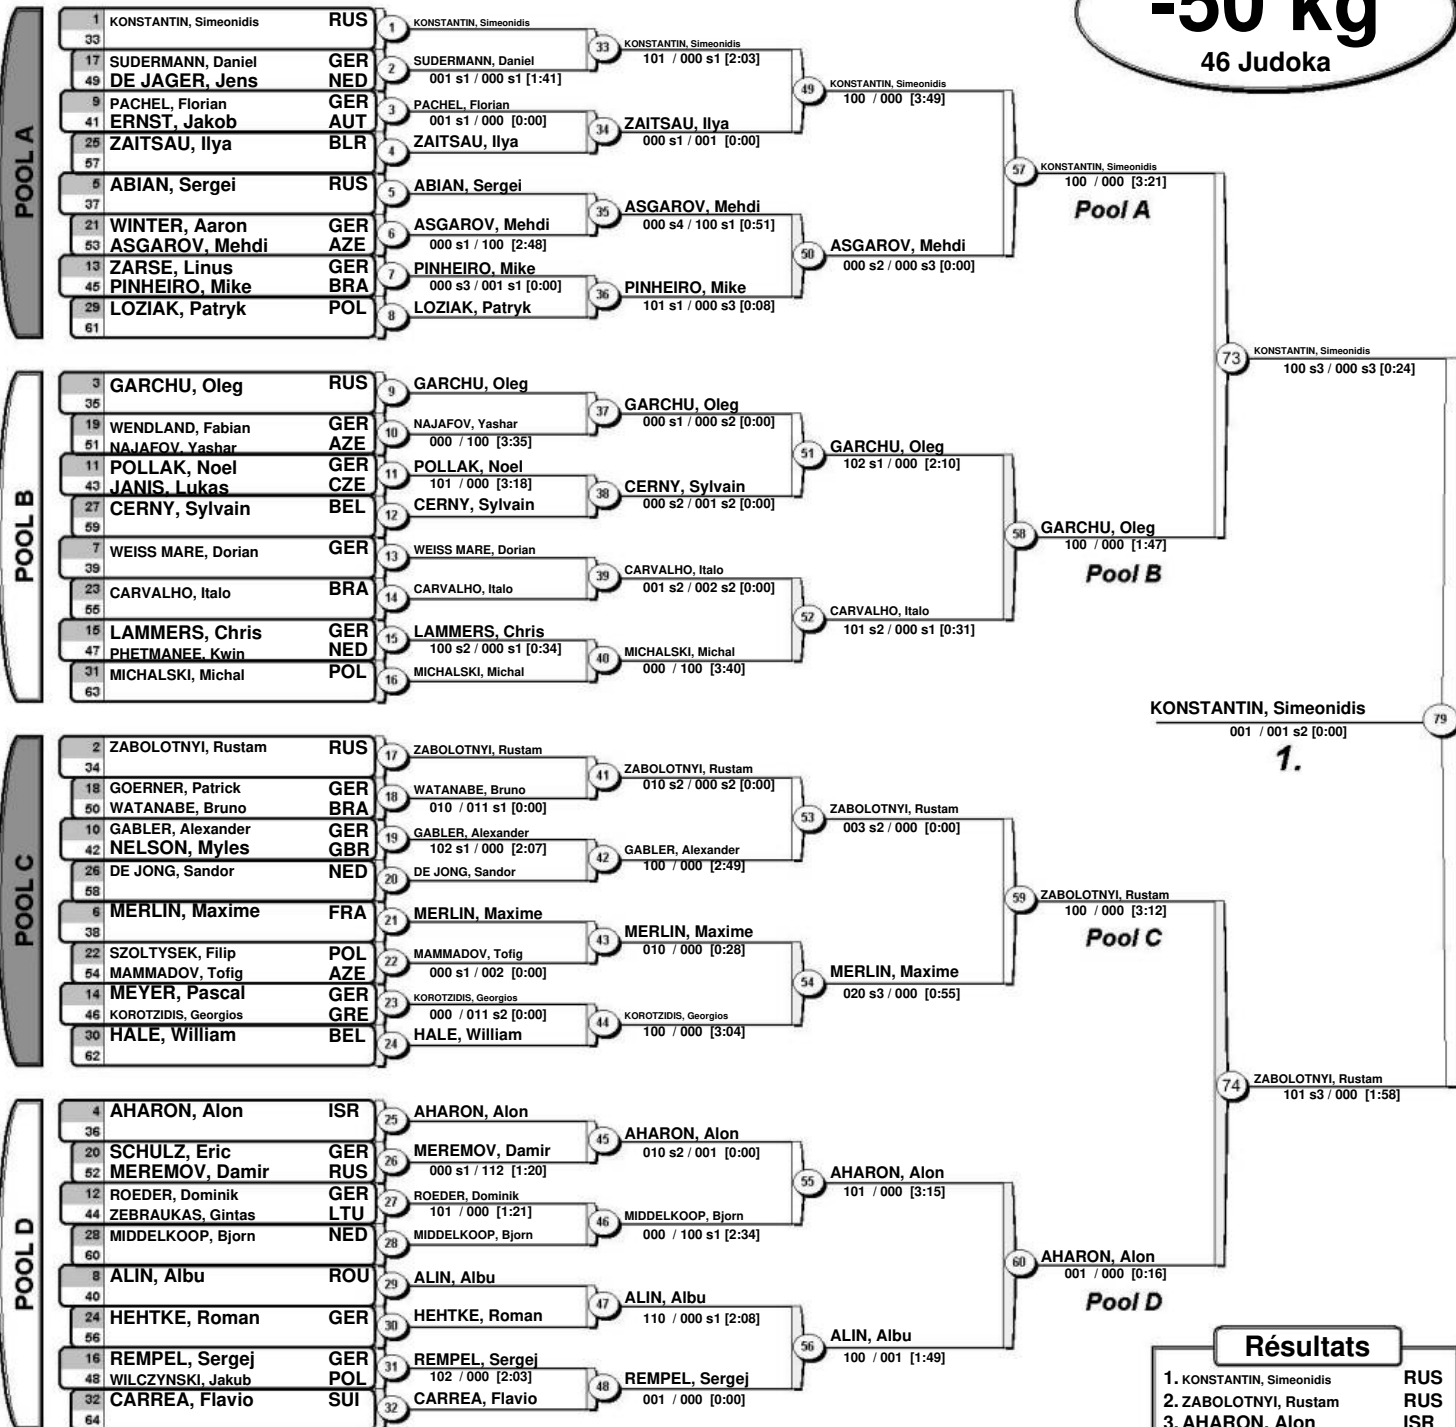 -50 kg
46 Judoka
POOL A
1 KONSTANTIN, Simeonidis RUS
33
17 SUDERMANN, Daniel GER
49 DE JAGER, Jens NED
9 PACHEL, Florian GER
41 ERNST, Jakob AUT
25 ZAITSAU, Ilya BLR
57
5 ABIAN, Sergei RUS
37
21 WINTER, Aaron GER
53 ASGAROV, Mehdi AZE
13 ZARSE, Linus GER
45 PINHEIRO, Mike BRA
29 LOZIAK, Patryk POL
61
1 KONSTANTIN, Simeonidis
2 SUDERMANN, Daniel
001 s1 / 000 s1 [1:41]
3 PACHEL, Florian
001 s1 / 000 [0:00]
4 ZAITSAU, Ilya
5 ABIAN, Sergei
6 ASGAROV, Mehdi
000 s1 / 100 [2:48]
7 PINHEIRO, Mike
000 s3 / 001 s1 [0:00]
8 LOZIAK, Patryk
33 KONSTANTIN, Simeonidis
101 / 000 s1 [2:03]
34 ZAITSAU, Ilya
000 s1 / 001 [0:00]
35 ASGAROV, Mehdi
000 s4 / 100 s1 [0:51]
36 PINHEIRO, Mike
101 s1 / 000 s3 [0:08]
49 KONSTANTIN, Simeonidis
100 / 000 [3:49]
50 ASGAROV, Mehdi
000 s2 / 000 s3 [0:00]
57 KONSTANTIN, Simeonidis
100 / 000 [3:21]
Pool A
POOL B
3 GARCHU, Oleg RUS
35
19 WENDLAND, Fabian GER
51 NAJAFOV, Yashar AZE
11 POLLAK, Noel GER
43 JANIS, Lukas CZE
27 CERNY, Sylvain BEL
59
7 WEISS MARE, Dorian GER
39
23 CARVALHO, Italo BRA
55
15 LAMMERS, Chris GER
47 PHETMANEE, Kwin NED
31 MICHALSKI, Michal POL
63
9 GARCHU, Oleg
10 NAJAFOV, Yashar
000 / 100 [3:35]
11 POLLAK, Noel
101 / 000 [3:18]
12 CERNY, Sylvain
13 WEISS MARE, Dorian
14 CARVALHO, Italo
15 LAMMERS, Chris
100 s2 / 000 s1 [0:34]
16 MICHALSKI, Michal
37 GARCHU, Oleg
000 s1 / 000 s2 [0:00]
38 CERNY, Sylvain
000 s2 / 001 s2 [0:00]
39 CARVALHO, Italo
001 s2 / 002 s2 [0:00]
40 MICHALSKI, Michal
000 / 100 [3:40]
51 GARCHU, Oleg
102 s1 / 000 [2:10]
52 CARVALHO, Italo
101 s2 / 000 s1 [0:31]
58 GARCHU, Oleg
100 / 000 [1:47]
Pool B
73 KONSTANTIN, Simeonidis
100 s3 / 000 s3 [0:24]
KONSTANTIN, Simeonidis 79
001 / 001 s2 [0:00]
1.
POOL C
2 ZABOLOTNYI, Rustam RUS
34
18 GOERNER, Patrick GER
50 WATANABE, Bruno BRA
10 GABLER, Alexander GER
42 NELSON, Myles GBR
26 DE JONG, Sandor NED
58
6 MERLIN, Maxime FRA
38
22 SZOLTYSEK, Filip POL
54 MAMMADOV, Tofig AZE
14 MEYER, Pascal GER
46 KOROTZIDIS, Georgios GRE
30 HALE, William BEL
62
17 ZABOLOTNYI, Rustam
18 WATANABE, Bruno
010 / 011 s1 [0:00]
19 GABLER, Alexander
102 s1 / 000 [2:07]
20 DE JONG, Sandor
21 MERLIN, Maxime
22 MAMMADOV, Tofig
000 s1 / 002 [0:00]
23 KOROTZIDIS, Georgios
000 / 011 s2 [0:00]
24 HALE, William
41 ZABOLOTNYI, Rustam
010 s2 / 000 s2 [0:00]
42 GABLER, Alexander
100 / 000 [2:49]
43 MERLIN, Maxime
010 / 000 [0:28]
44 KOROTZIDIS, Georgios
100 / 000 [3:04]
53 ZABOLOTNYI, Rustam
003 s2 / 000 [0:00]
54 MERLIN, Maxime
020 s3 / 000 [0:55]
59 ZABOLOTNYI, Rustam
100 / 000 [3:12]
Pool C
POOL D
4 AHARON, Alon ISR
36
20 SCHULZ, Eric GER
52 MEREMOV, Damir RUS
12 ROEDER, Dominik GER
44 ZEBRAUKAS, Gintas LTU
28 MIDDELKOOP, Bjorn NED
60
8 ALIN, Albu ROU
40
24 HEHTKE, Roman GER
56
16 REMPEL, Sergej GER
48 WILCZYNSKI, Jakub POL
32 CARREA, Flavio SUI
64
25 AHARON, Alon
26 MEREMOV, Damir
000 s1 / 112 [1:20]
27 ROEDER, Dominik
101 / 000 [1:21]
28 MIDDELKOOP, Bjorn
29 ALIN, Albu
30 HEHTKE, Roman
31 REMPEL, Sergej
102 / 000 [2:03]
32 CARREA, Flavio
45 AHARON, Alon
010 s2 / 001 [0:00]
46 MIDDELKOOP, Bjorn
000 / 100 s1 [2:34]
47 ALIN, Albu
110 / 000 s1 [2:08]
48 REMPEL, Sergej
001 / 000 [0:00]
55 AHARON, Alon
101 / 000 [3:15]
56 ALIN, Albu
100 / 001 [1:49]
60 AHARON, Alon
001 / 000 [0:16]
Pool D
74 ZABOLOTNYI, Rustam
101 s3 / 000 [1:58]
Résultats
1. KONSTANTIN, Simeonidis RUS
2. ZABOLOTNYI, Rustam RUS
3. AHARON, Alon ISR